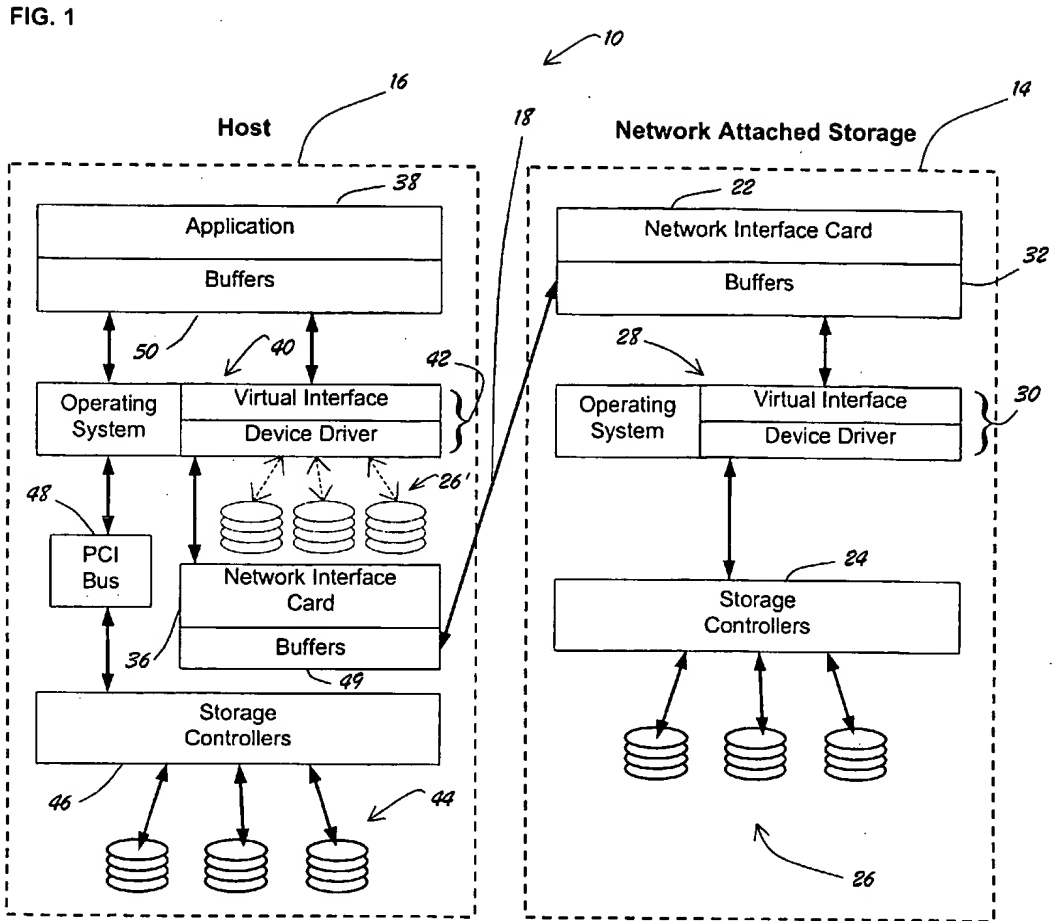 FIG. 1
10
16
14
Host
18
Network Attached Storage
38
22
Application
Buffers
Network Interface Card
Buffers
32
50
40
42
28
Operating
System
Virtual Interface
Device Driver
Operating
System
Virtual Interface
Device Driver
30
26'
48
PCI
Bus
Network Interface
Card
Buffers
36
49
24
Storage
Controllers
Storage
Controllers
46
44
26